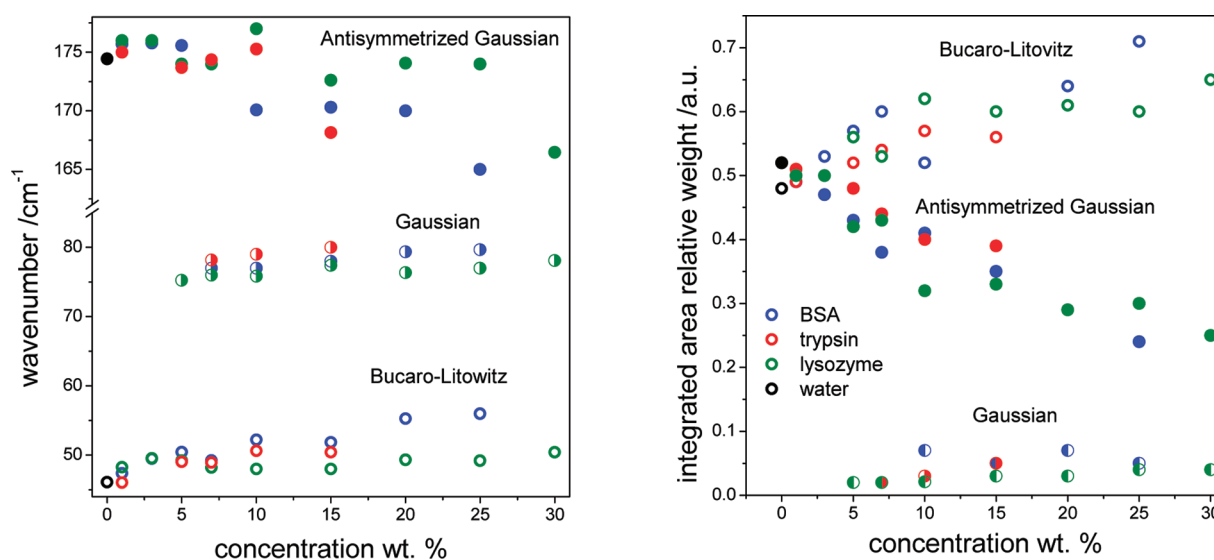 175
170
165
80
70
60
50
wavenumber /cm⁻¹
Antisymmetrized Gaussian
Gaussian
Bucaro-Litowitz
0 5 10 15 20 25 30
concentration wt. %
0.7
0.6
0.5
0.4
0.3
0.2
0.1
0.0
integrated area relative weight /a.u.
Bucaro-Litovitz
Antisymmetrized Gaussian
BSA
trypsin
lysozyme
water
Gaussian
0 5 10 15 20 25 30
concentration wt. %